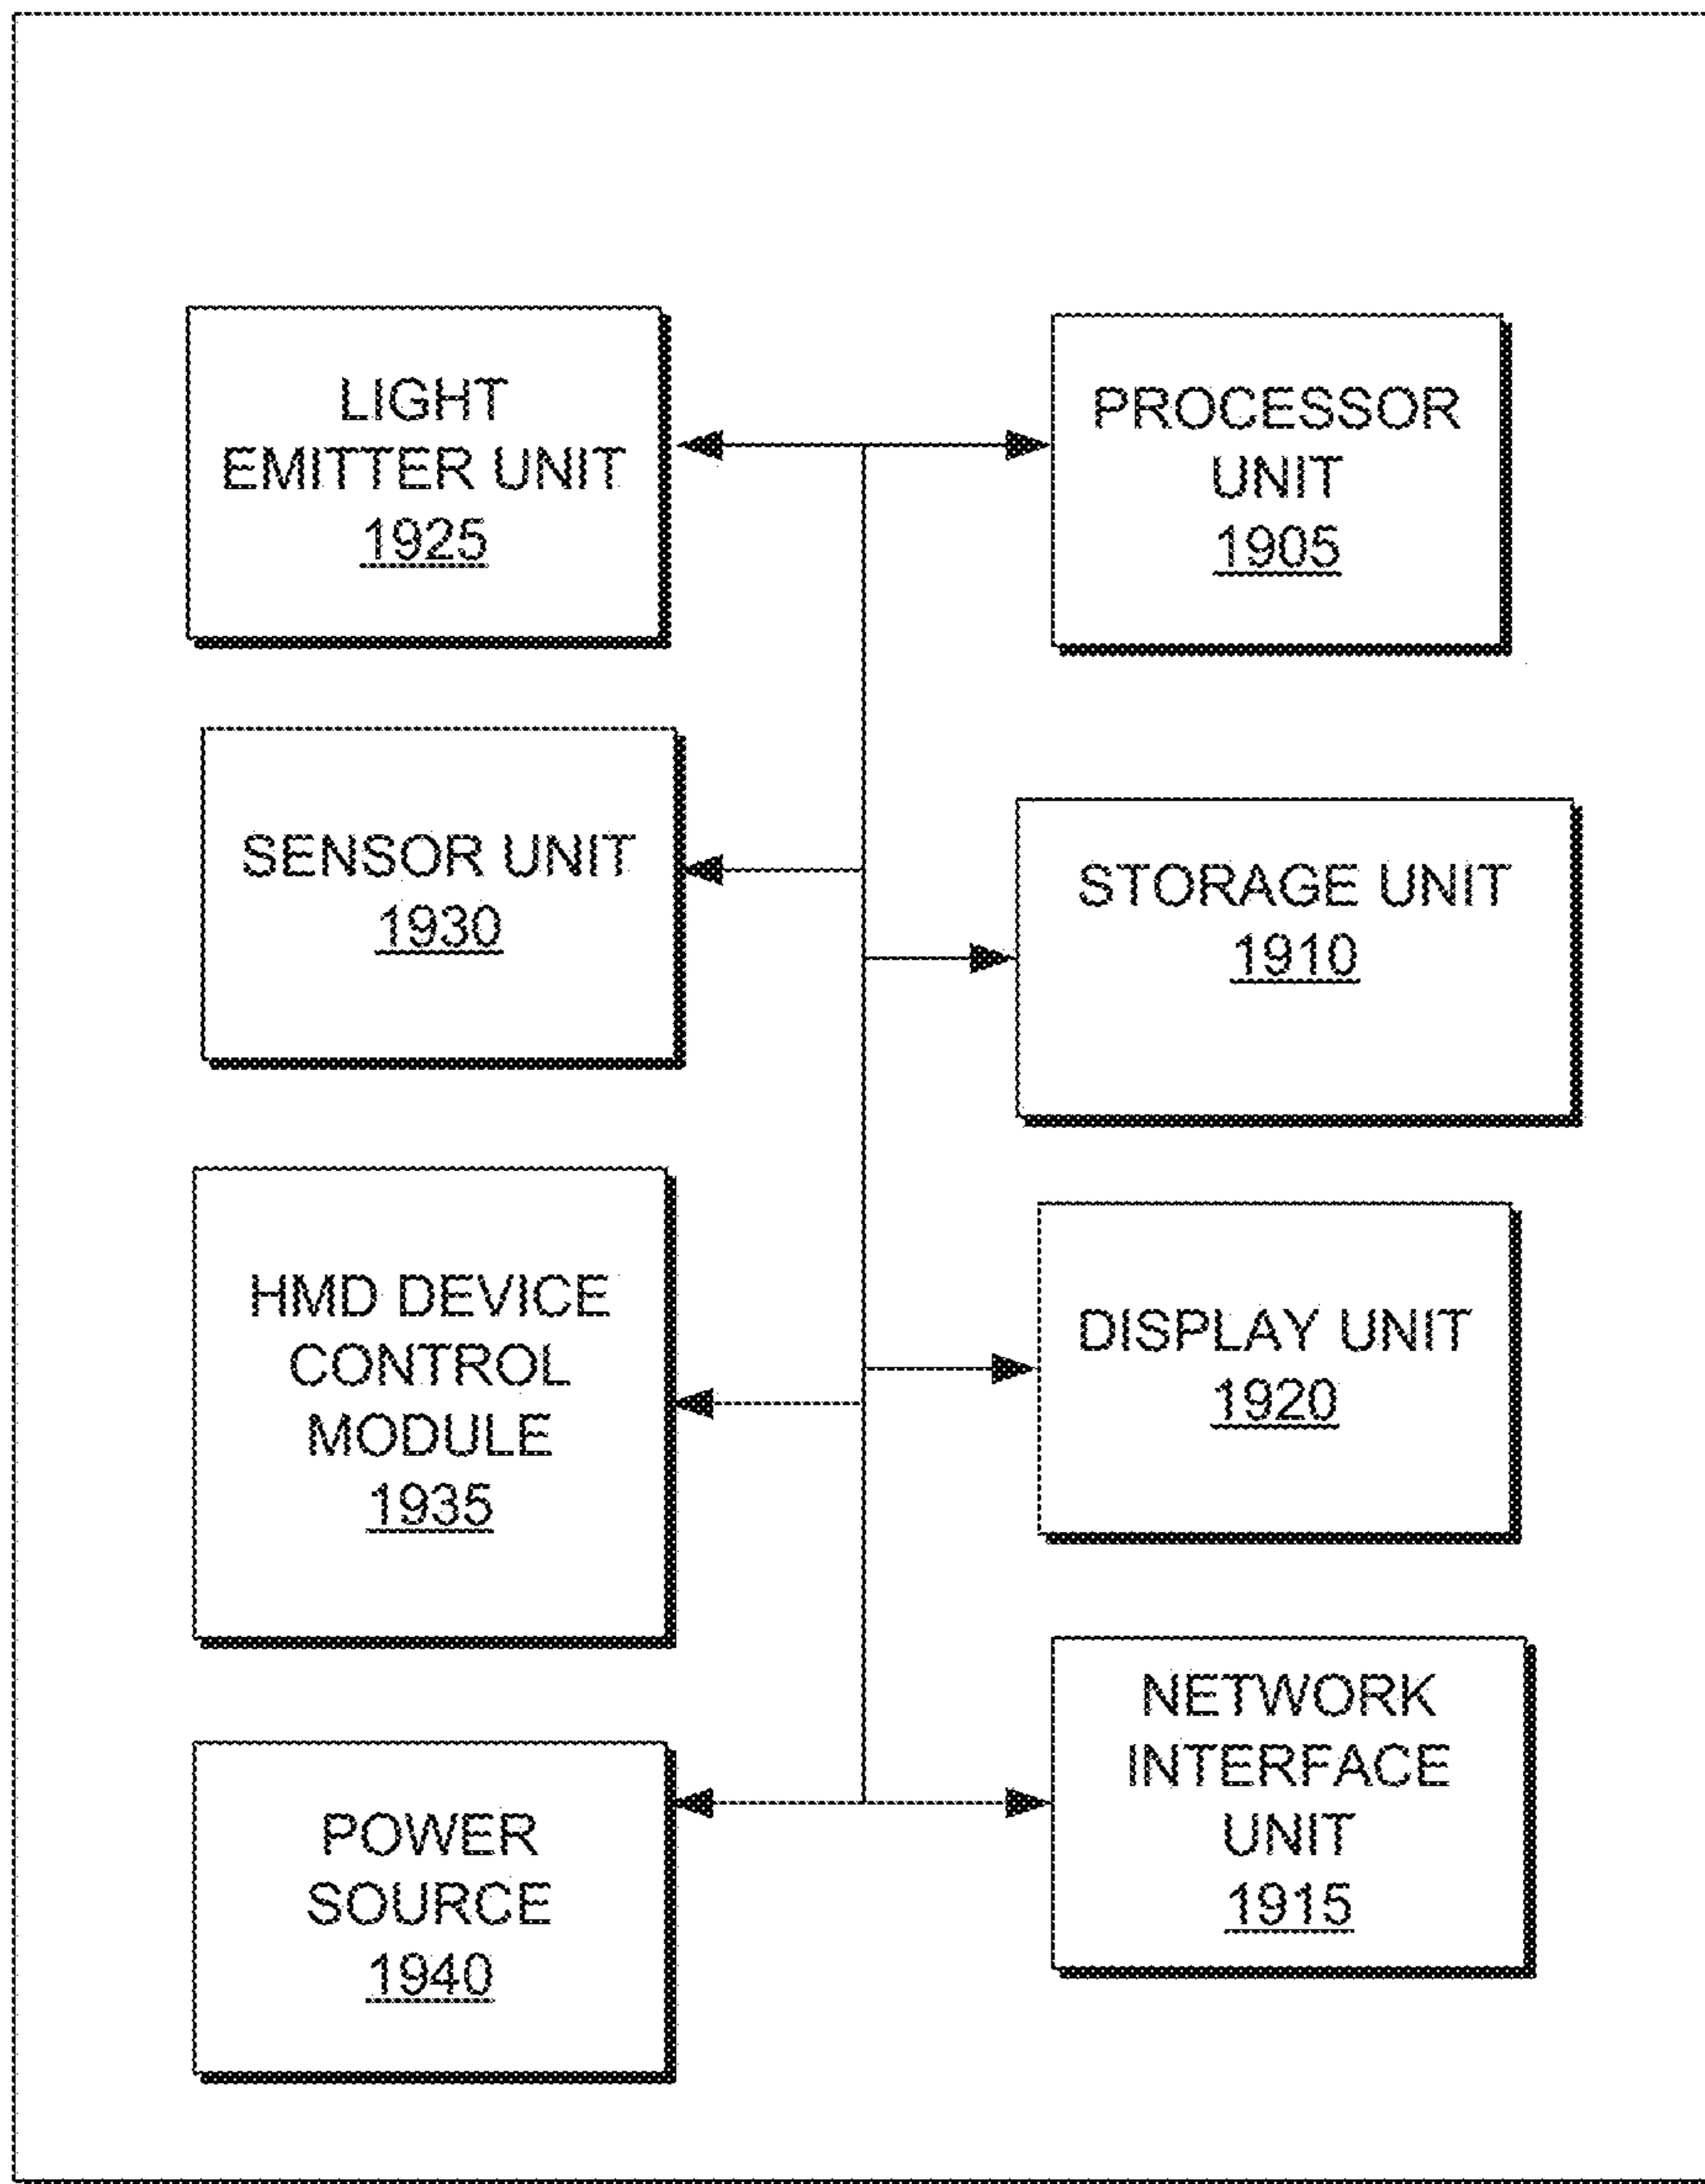 LIGHT
EMITTER UNIT
1925
PROCESSOR
UNIT
1905
SENSOR UNIT
1930
STORAGE UNIT
1910
HMD DEVICE
CONTROL
MODULE
1935
DISPLAY UNIT
1920
POWER
SOURCE
1940
NETWORK
INTERFACE
UNIT
1915